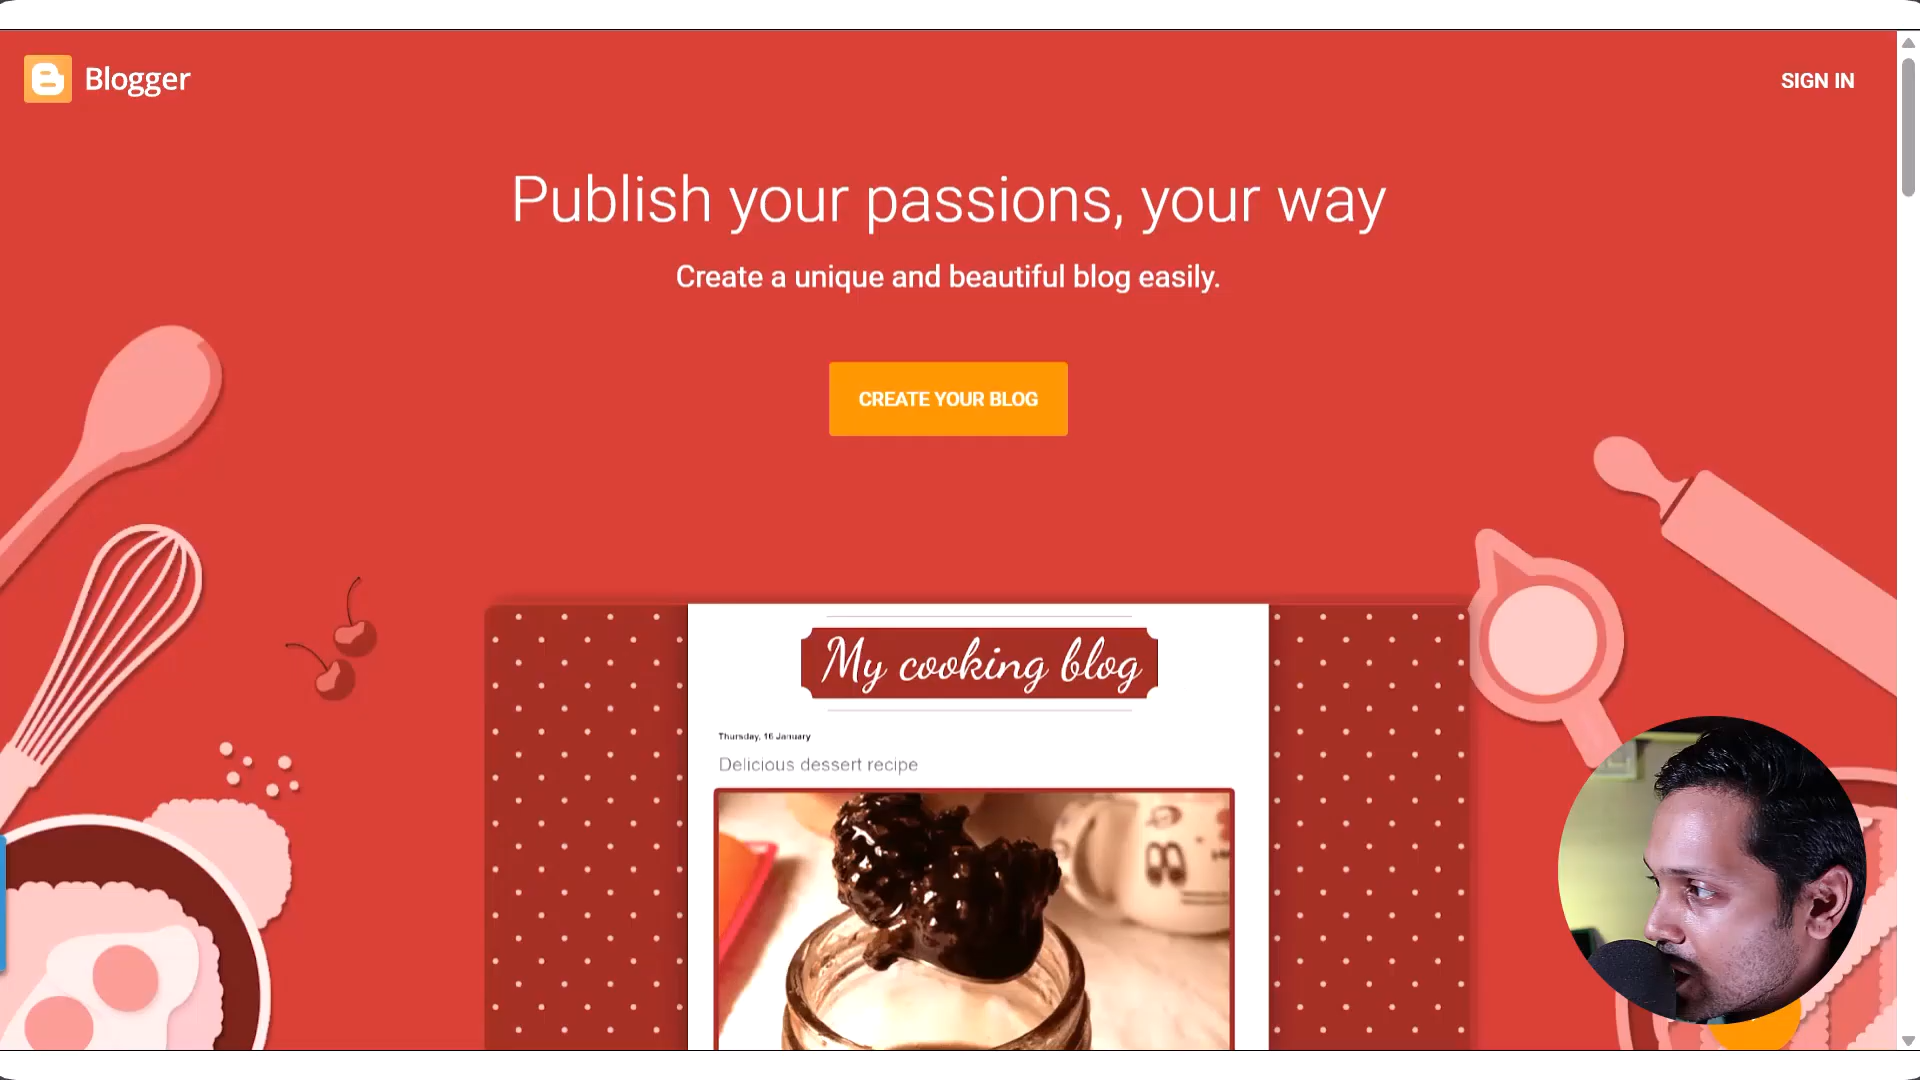 Blogger
SIGN IN
Publish your passions, your way
Create a unique and beautiful blog easily.
CREATE YOUR BLOG
My cooking blog
Thursday, 16 January
Delicious dessert recipe